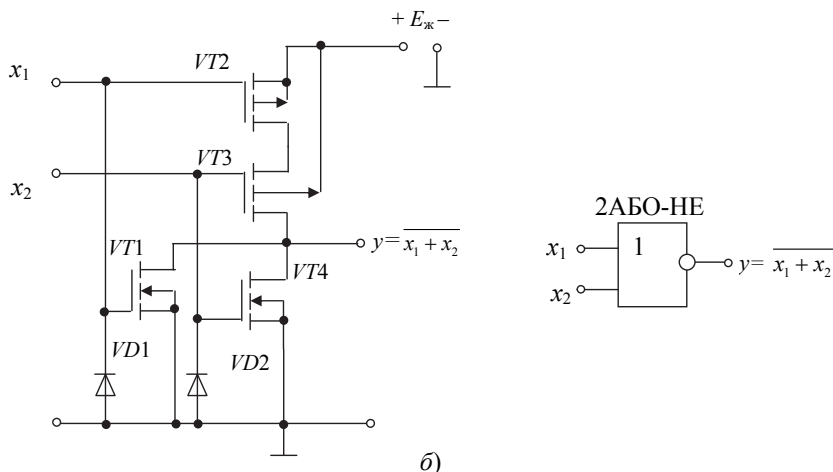 + Eж –
x1
VT2
VT3
x2
2АБО-НЕ
VT1
y = x1 + x2
x1
1
y = x1 + x2
VT4
x2
VD1
VD2
б)